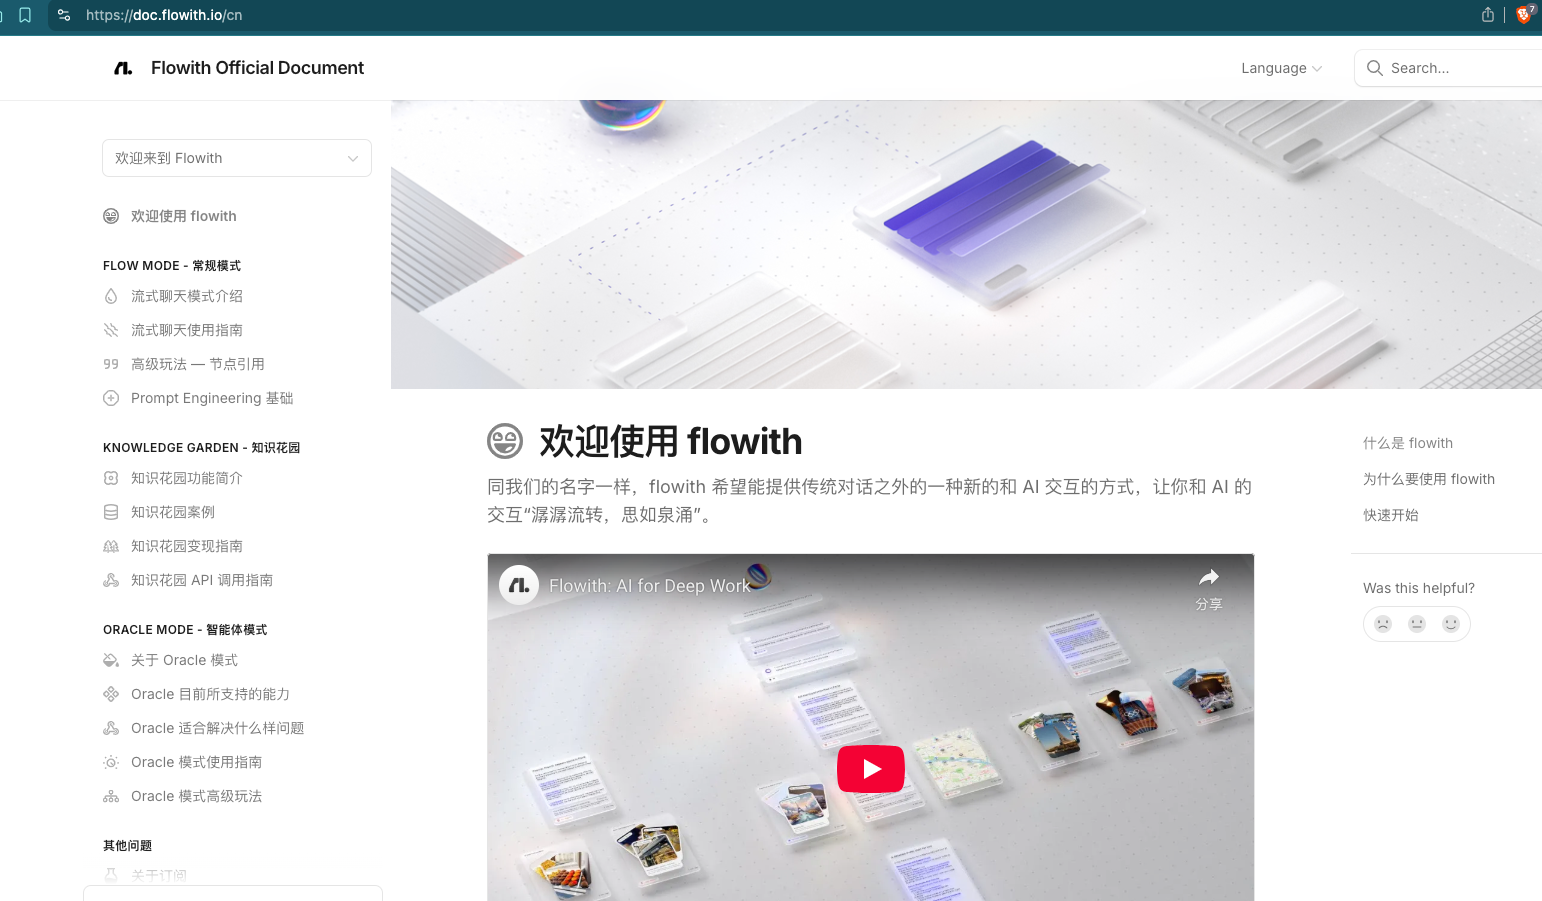 https://doc.flowith.io/cn
7
Flowith Official Document
Language
Search...
欢迎来到 Flowith
欢迎使用 flowith
FLOW MODE - 常规模式
流式聊天模式介绍
流式聊天使用指南
高级玩法 — 节点引用
Prompt Engineering 基础
KNOWLEDGE GARDEN - 知识花园
知识花园功能简介
知识花园案例
知识花园变现指南
知识花园 API 调用指南
ORACLE MODE - 智能体模式
关于 Oracle 模式
Oracle 目前所支持的能力
Oracle 适合解决什么样问题
Oracle 模式使用指南
Oracle 模式高级玩法
其他问题
关于订阅
欢迎使用 flowith
同我们的名字一样，flowith 希望能提供传统对话之外的一种新的和 AI 交互的方式，让你和 AI 的
交互“潺潺流转，思如泉涌”。
Flowith: AI for Deep Work
分享
什么是 flowith
为什么要使用 flowith
快速开始
Was this helpful?